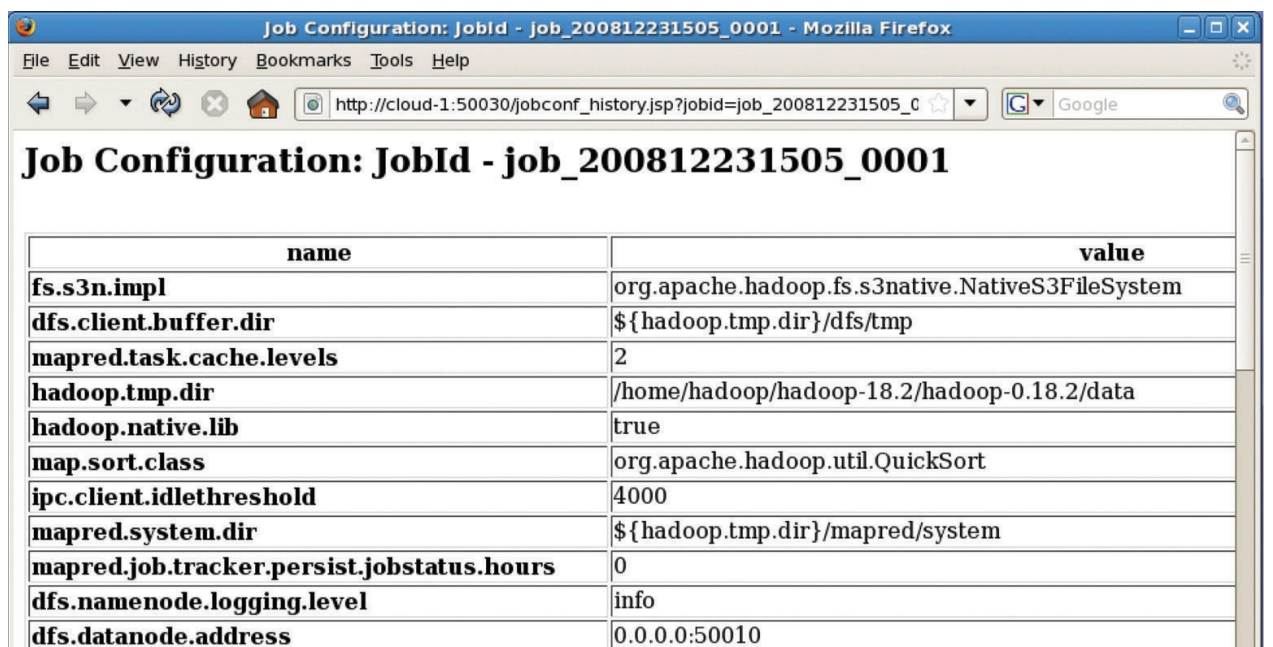 Job Configuration: JobId - job_200812231505_0001 - Mozilla Firefox
File Edit View History Bookmarks Tools Help
http://cloud-1:50030/jobconf_history.jsp?jobid=job_200812231505_0 G Google
Job Configuration: JobId - job_200812231505_0001
name value
fs.s3n.impl org.apache.hadoop.fs.s3native.NativeS3FileSystem
dfs.client.buffer.dir ${hadoop.tmp.dir}/dfs/tmp
mapred.task.cache.levels 2
hadoop.tmp.dir /home/hadoop/hadoop-18.2/hadoop-0.18.2/data
hadoop.native.lib true
map.sort.class org.apache.hadoop.util.QuickSort
ipc.client.idlethreshold 4000
mapred.system.dir ${hadoop.tmp.dir}/mapred/system
mapred.job.tracker.persist.jobstatus.hours 0
dfs.namenode.logging.level info
dfs.datanode.address 0.0.0.0:50010